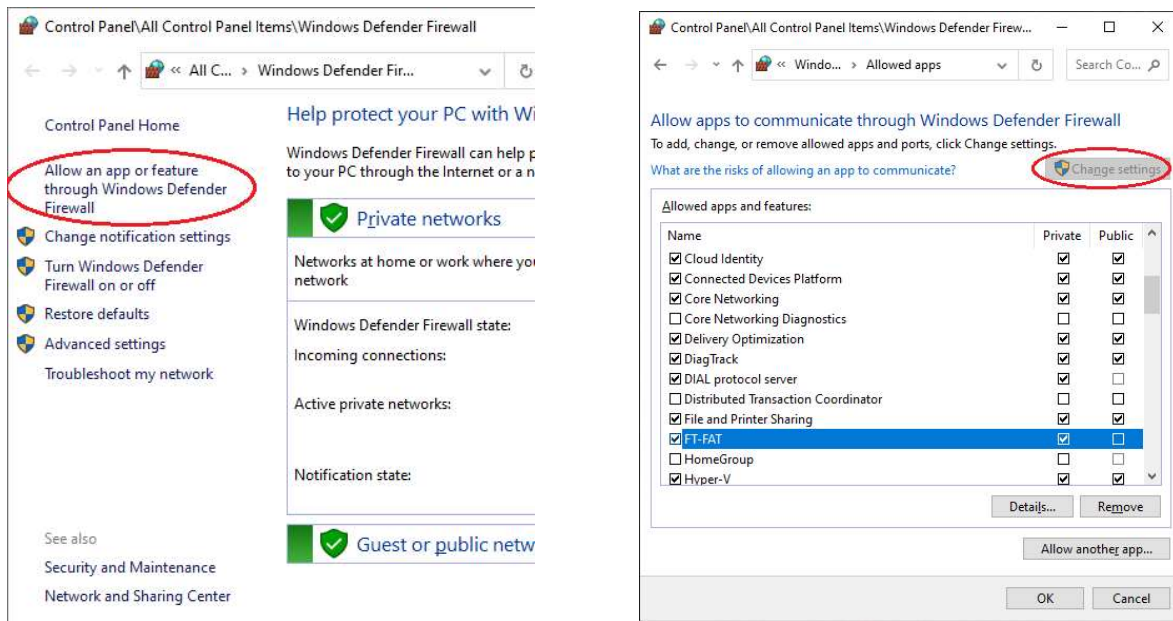 Control Panel\All Control Panel Items\Windows Defender Firewall
« All C... › Windows Defender Fir...
Control Panel Home
Allow an app or feature
through Windows Defender
Firewall
Change notification settings
Turn Windows Defender
Firewall on or off
Restore defaults
Advanced settings
Troubleshoot my network
See also
Security and Maintenance
Network and Sharing Center
Help protect your PC with Wi
Windows Defender Firewall can help p
to your PC through the Internet or a n
Private networks
Networks at home or work where you
network
Windows Defender Firewall state:
Incoming connections:
Active private networks:
Notification state:
Guest or public netw
Control Panel\All Control Panel Items\Windows Defender Firew...
« Windo... › Allowed apps
Search Co...
Allow apps to communicate through Windows Defender Firewall
To add, change, or remove allowed apps and ports, click Change settings.
What are the risks of allowing an app to communicate?
Change settings
Allowed apps and features:
Name Private Public
Cloud Identity
Connected Devices Platform
Core Networking
Core Networking Diagnostics
Delivery Optimization
DiagTrack
DIAL protocol server
Distributed Transaction Coordinator
File and Printer Sharing
FT-FAT
HomeGroup
Hyper-V
Details... Remove
Allow another app...
OK Cancel